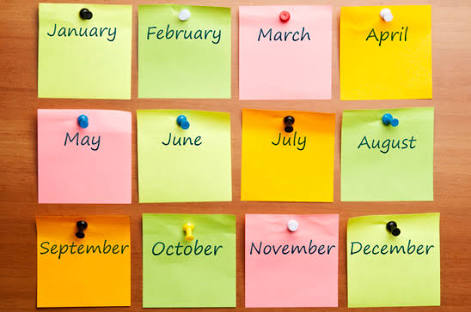 January February March April
May June July August
September October November December